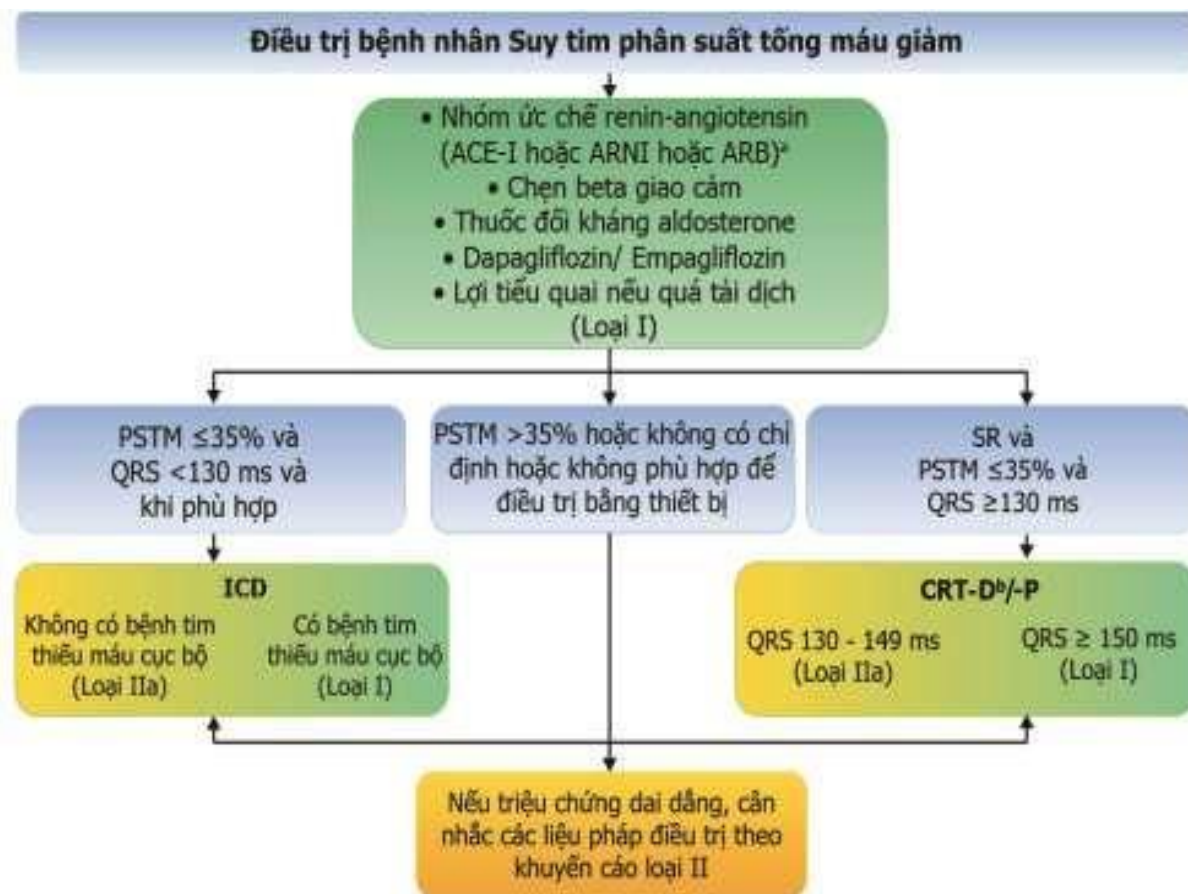 Điều trị bệnh nhân Suy tim phân suất tống máu giảm
• Nhóm ức chế renin-angiotensin
(ACE-I hoặc ARNI hoặc ARB)ᵃ
• Chẹn beta giao cảm
• Thuốc đối kháng aldosterone
• Dapagliflozin/ Empagliflozin
• Lợi tiểu quai nếu quá tải dịch
(Loại I)
PSTM ≤35% và
QRS <130 ms và
khi phù hợp
PSTM >35% hoặc không có chỉ
định hoặc không phù hợp để
điều trị bằng thiết bị
SR và
PSTM ≤35% và
QRS ≥130 ms
ICD
Không có bệnh tim
thiếu máu cục bộ
(Loại IIa)
Có bệnh tim
thiếu máu cục bộ
(Loại I)
CRT-Dᵇ/-P
QRS 130 - 149 ms
(Loại IIa)
QRS ≥ 150 ms
(Loại I)
Nếu triệu chứng dai dẳng, cân
nhắc các liệu pháp điều trị theo
khuyến cáo loại II